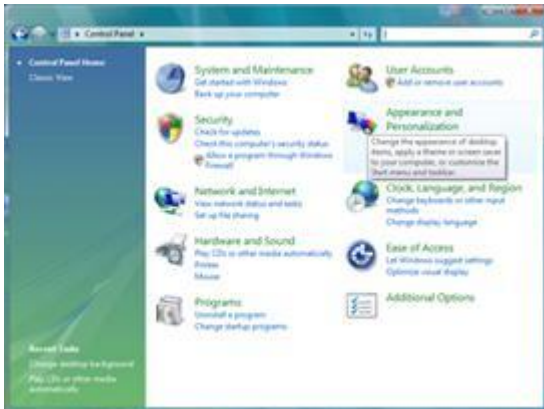 Control Panel
Control Panel Home
Classic View
System and Maintenance
Get started with Windows
Back up your computer
Security
Check for updates
Check this computer's security status
Allow a program through Windows
Firewall
Network and Internet
View network status and tasks
Set up file sharing
Hardware and Sound
Play CDs or other media automatically
Printer
Mouse
Programs
Uninstall a program
Change startup programs
User Accounts
Add or remove user accounts
Appearance and
Personalization
Change the appearance of desktop
items, apply a theme or screen saver
to your computer, or customize the
Start menu and taskbar.
Clock, Language, and Region
Change keyboards or other input
methods
Change display language
Ease of Access
Let Windows suggest settings
Optimize visual display
Additional Options
Recent Tasks
Change desktop background
Play CDs or other media
automatically